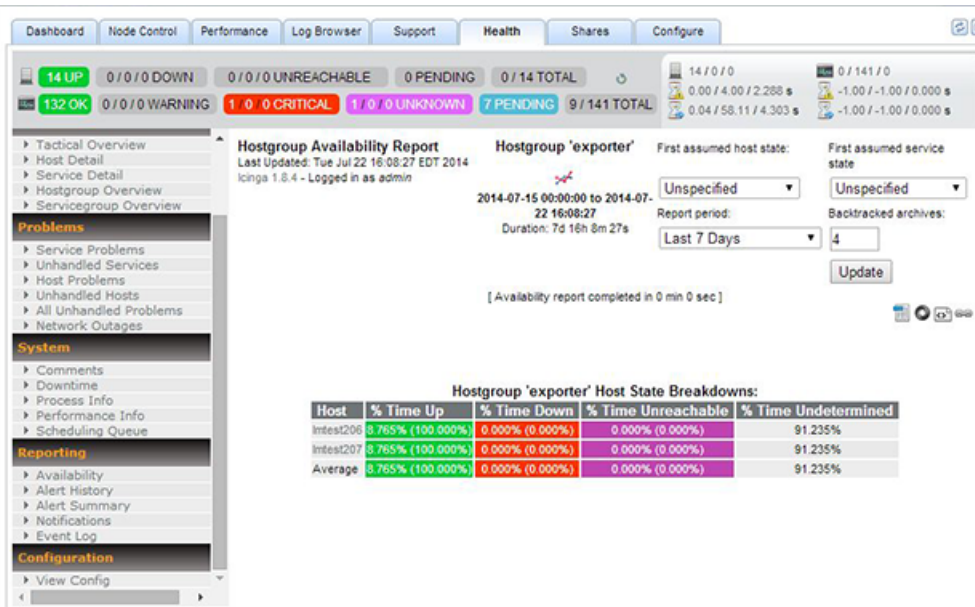 Dashboard Node Control Performance Log Browser Support Health Shares Configure
14 UP 0 / 0 / 0 DOWN 0 / 0 / 0 UNREACHABLE 0 PENDING 0 / 14 TOTAL
132 OK 0 / 0 / 0 WARNING 1 / 0 / 0 CRITICAL 1 / 0 / 0 UNKNOWN 7 PENDING 9 / 141 TOTAL
14 / 0 / 0
0.00 / 4.00 / 2.288 s
0.04 / 58.11 / 4.303 s
0 / 141 / 0
-1.00 / -1.00 / 0.000 s
-1.00 / -1.00 / 0.000 s
Tactical Overview
Host Detail
Service Detail
Hostgroup Overview
Servicegroup Overview
Problems
Service Problems
Unhandled Services
Host Problems
Unhandled Hosts
All Unhandled Problems
Network Outages
System
Comments
Downtime
Process Info
Performance Info
Scheduling Queue
Reporting
Availability
Alert History
Alert Summary
Notifications
Event Log
Configuration
View Config
Hostgroup Availability Report
Last Updated: Tue Jul 22 16:08:27 EDT 2014
Icinga 1.8.4 - Logged in as admin
Hostgroup 'exporter'
2014-07-15 00:00:00 to 2014-07-
22 16:08:27
Duration: 7d 16h 8m 27s
[ Availability report completed in 0 min 0 sec ]
First assumed host state:
Unspecified
Report period:
Last 7 Days
First assumed service
state
Unspecified
Backtracked archives:
4
Update
Hostgroup 'exporter' Host State Breakdowns:
Host % Time Up % Time Down % Time Unreachable % Time Undetermined
lmtest206 8.765% (100.000%) 0.000% (0.000%) 0.000% (0.000%) 91.235%
lmtest207 8.765% (100.000%) 0.000% (0.000%) 0.000% (0.000%) 91.235%
Average 8.765% (100.000%) 0.000% (0.000%) 0.000% (0.000%) 91.235%